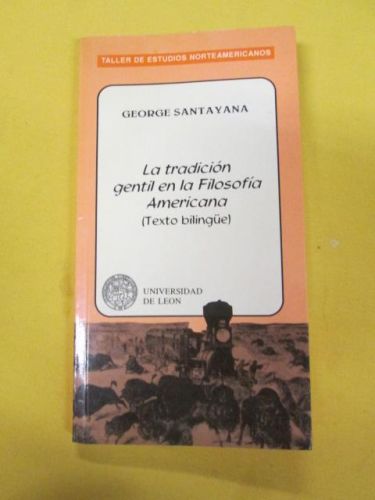 TALLER DE ESTUDIOS NORTEAMERICANOS
GEORGE SANTAYANA
La tradición
gentil en la Filosofía
Americana
(Texto bilingüe)
UNIVERSIDAD
DE LEON